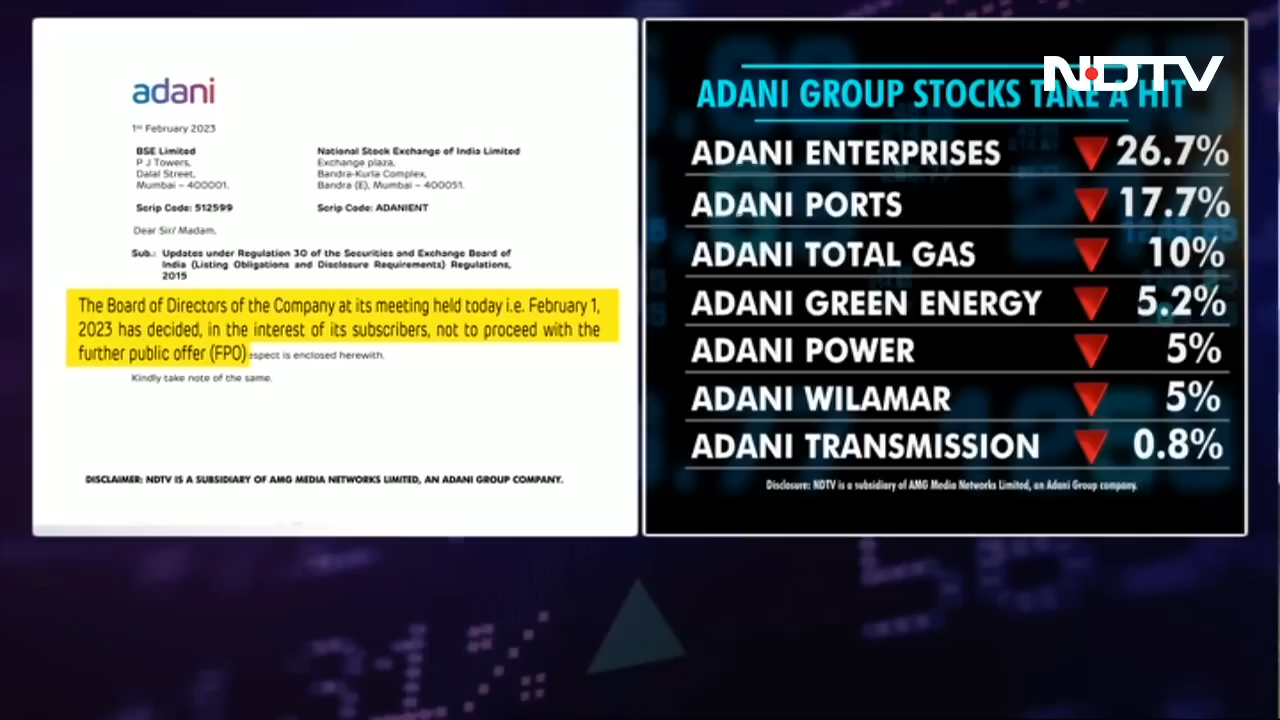 adani
1st February 2023
BSE Limited
P J Towers,
Dalal Street,
Mumbai – 400001.
Scrip Code: 512599
National Stock Exchange of India Limited
Exchange plaza,
Bandra-Kurla Complex,
Bandra (E), Mumbai – 400051.
Scrip Code: ADANIENT
Dear Sir/ Madam,
Sub.: Updates under Regulation 30 of the Securities and Exchange Board of
India (Listing Obligations and Disclosure Requirements) Regulations,
2015
The Board of Directors of the Company at its meeting held today i.e. February 1,
2023 has decided, in the interest of its subscribers, not to proceed with the
further public offer (FPO) espect is enclosed herewith.
Kindly take note of the same.
DISCLAIMER: NDTV IS A SUBSIDIARY OF AMG MEDIA NETWORKS LIMITED, AN ADANI GROUP COMPANY.
NDTV
ADANI GROUP STOCKS TAKE A HIT
ADANI ENTERPRISES 26.7%
ADANI PORTS 17.7%
ADANI TOTAL GAS 10%
ADANI GREEN ENERGY 5.2%
ADANI POWER 5%
ADANI WILAMAR 5%
ADANI TRANSMISSION 0.8%
Disclosure: NDTV is a subsidiary of AMG Media Networks Limited, an Adani Group company.